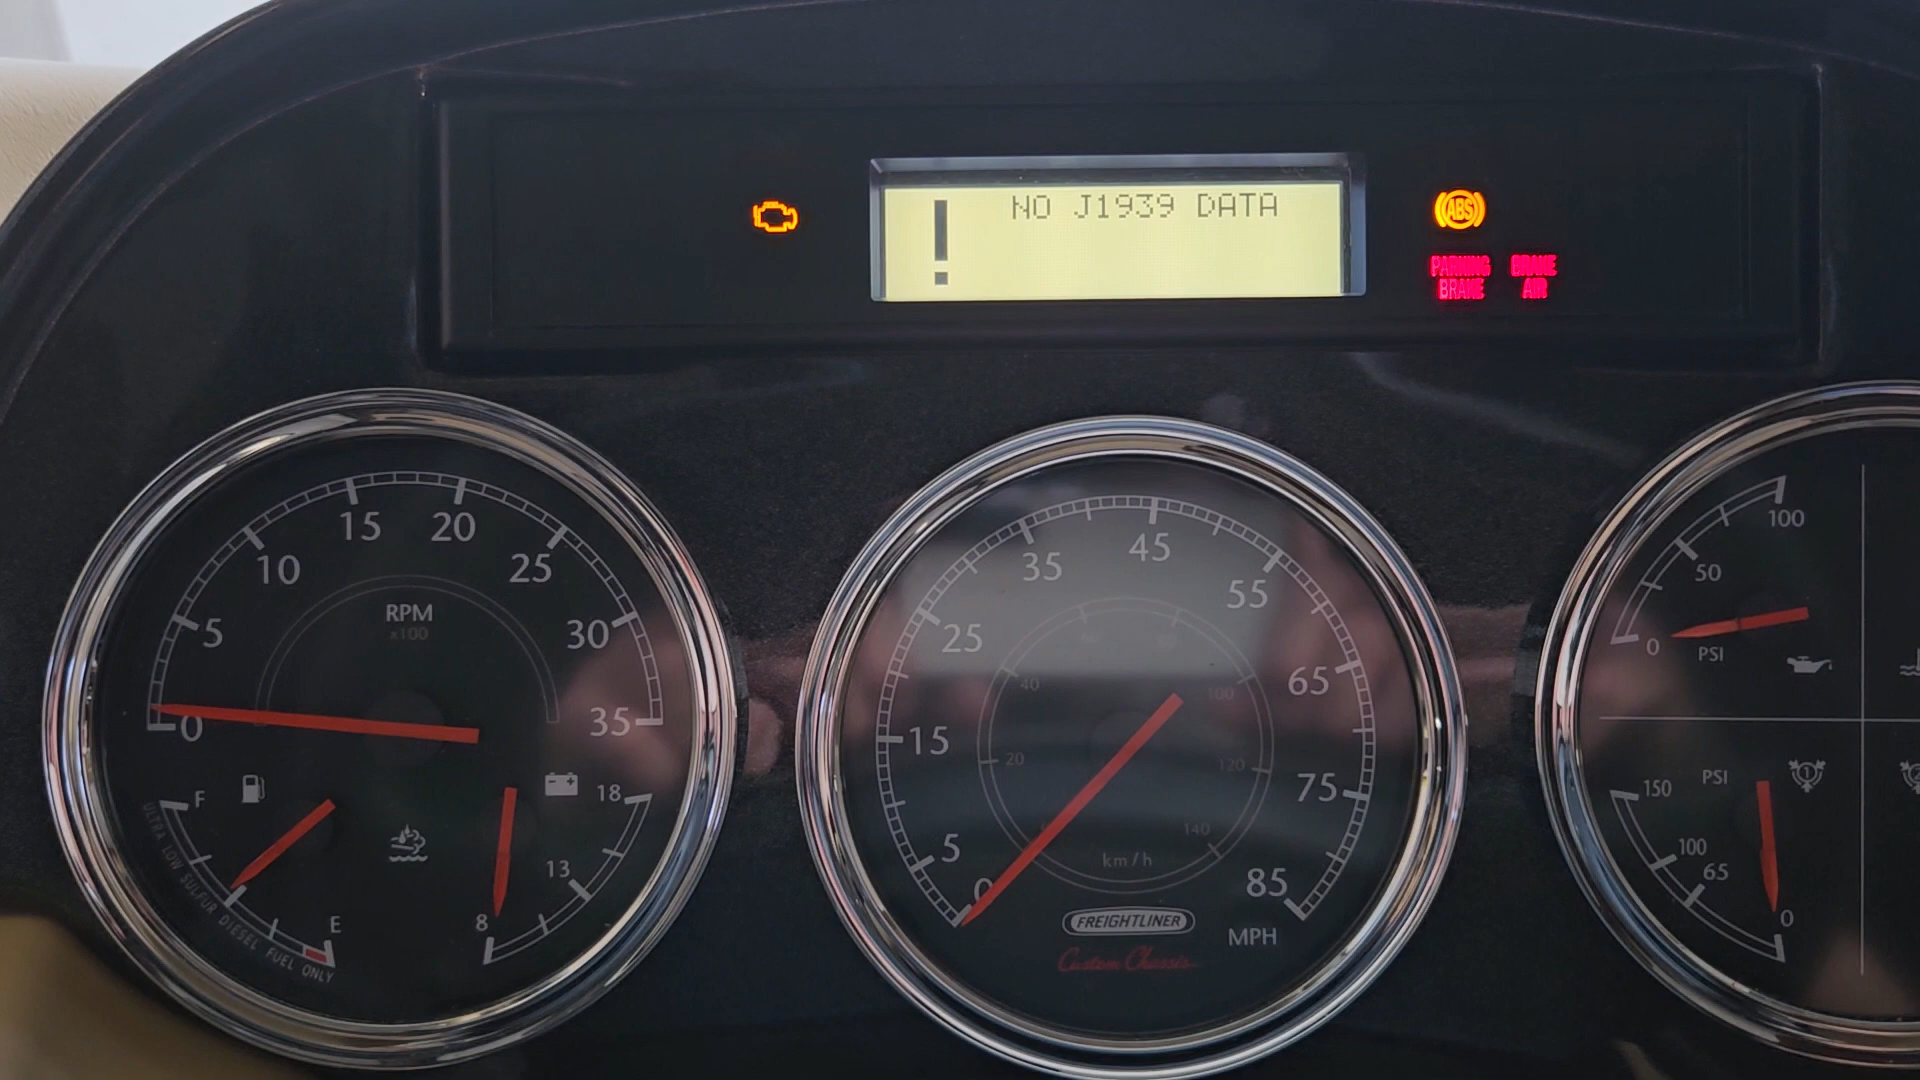 NO J1939 DATA
!
ABS
PARKING
BRAKE
BRAKE
AIR
0
5
10
15
20
25
30
35
RPM
x100
F
E
ULTRA LOW SULFUR DIESEL FUEL ONLY
18
13
8
0
5
15
25
35
45
55
65
75
85
MPH
20
40
100
120
140
km/h
FREIGHTLINER
Custom Chassis
100
50
0
PSI
150
PSI
100
65
0
1